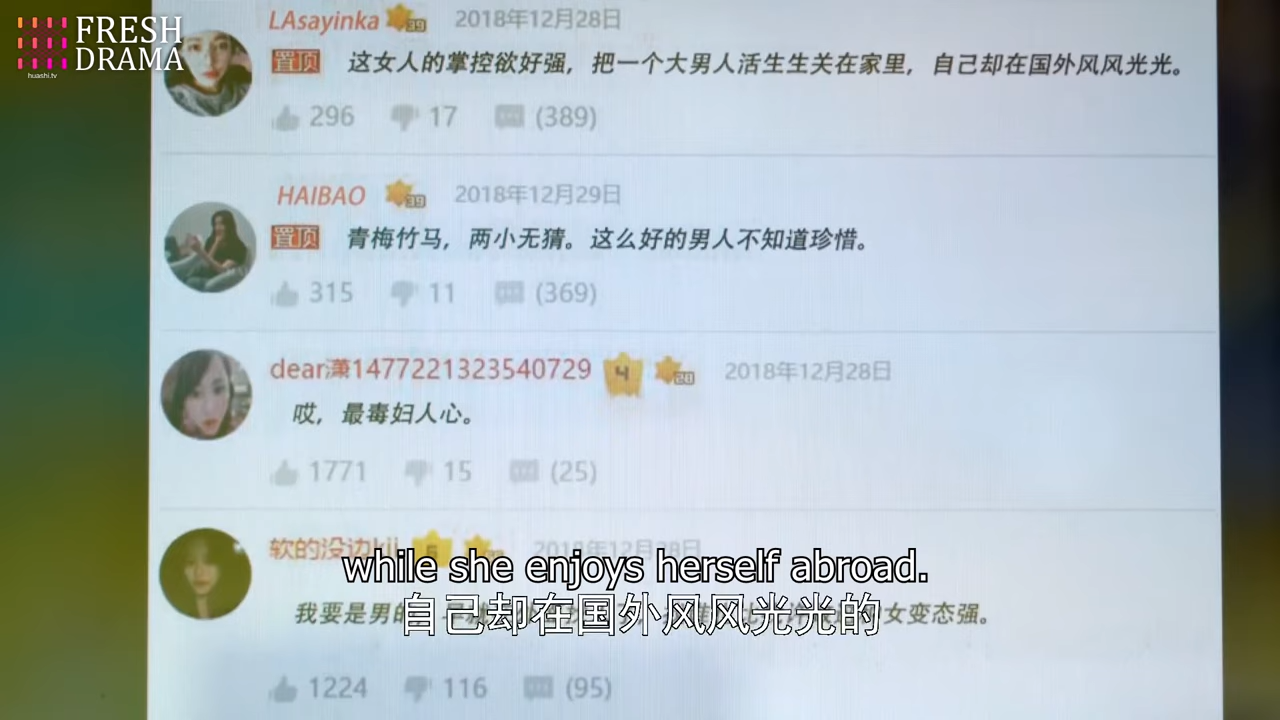 FRESH
DRAMA
huashi.tv
LAsayinka 39 2018年12月28日
置顶 这女人的掌控欲好强，把一个大男人活生生关在家里，自己却在国外风风光光。
296 17 (389)
HAIBAO 39 2018年12月29日
置顶 青梅竹马，两小无猜。这么好的男人不知道珍惜。
315 11 (369)
dear潇1477221323540729 4 20 2018年12月28日
哎，最毒妇人心。
1771 15 (25)
软的没边kii 2018年12月28日
while she enjoys herself abroad.
我要是男的 女变态强。
自己却在国外风风光光的
1224 116 (95)